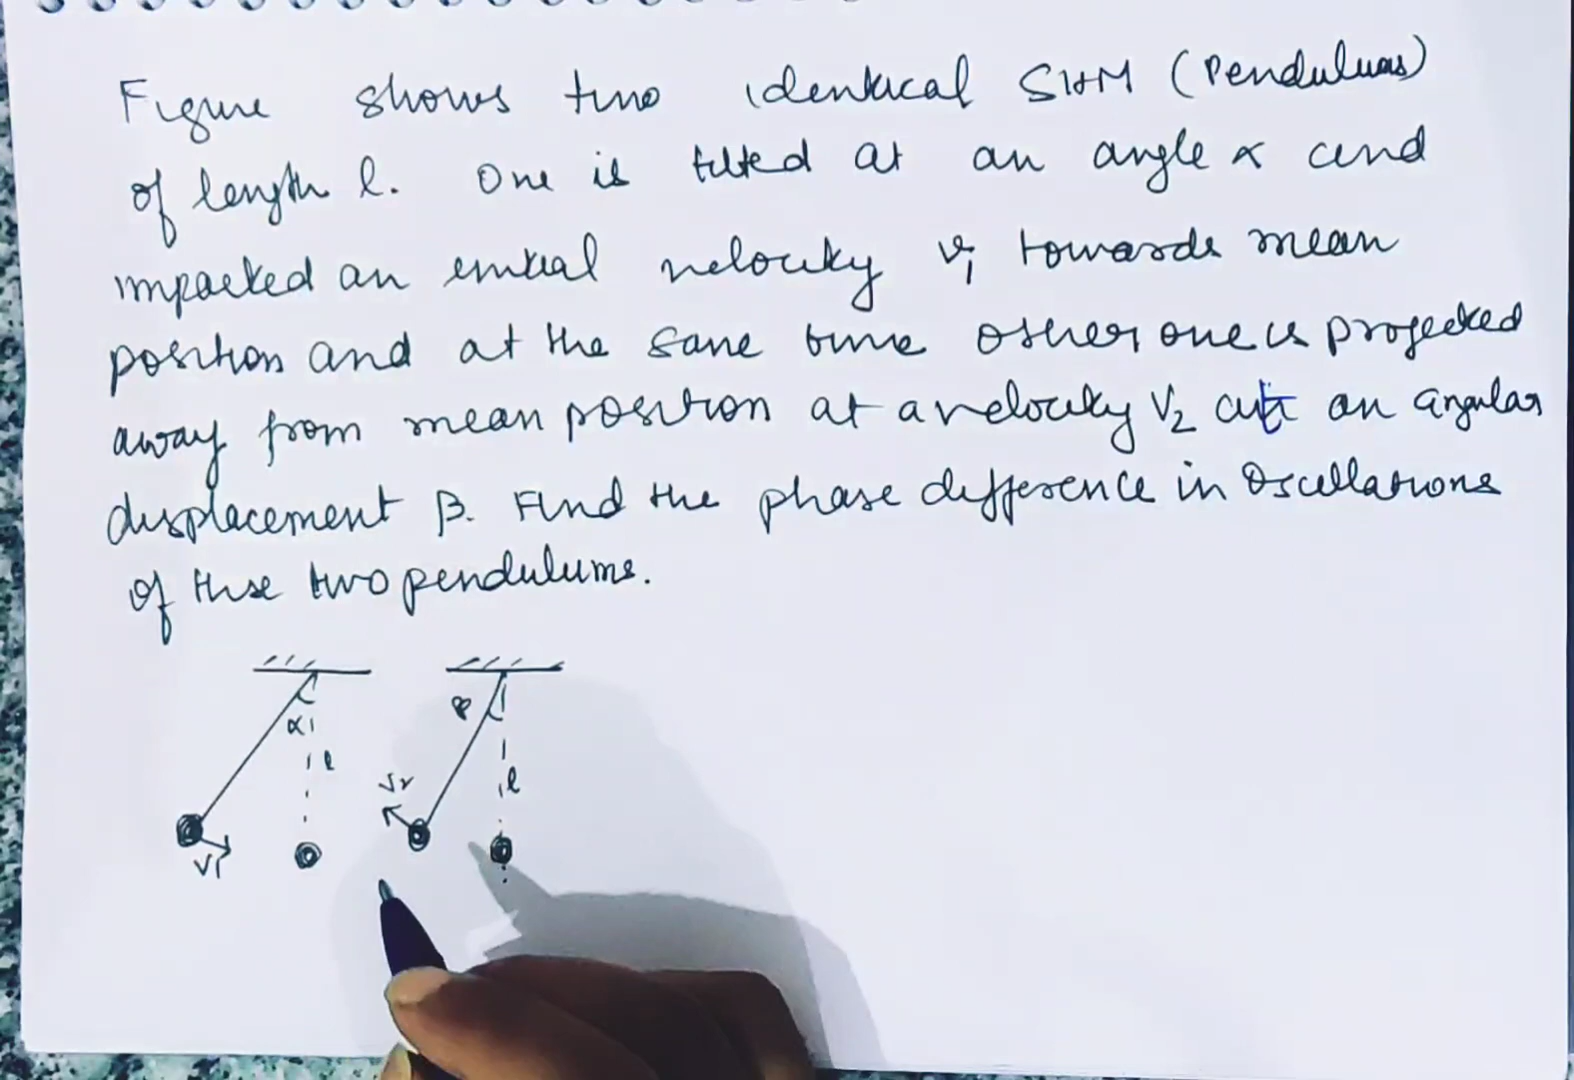 Figure shows two identical SHM (Pendulums)
of length l. One is tilted at an angle α and
impacted an initial velocity v₁ towards mean
position and at the same time other one is projected
away from mean position at a velocity V₂ at an angular
displacement β. Find the phase difference in Oscillations
of these two pendulums.
α β
l l
V₁ V₂